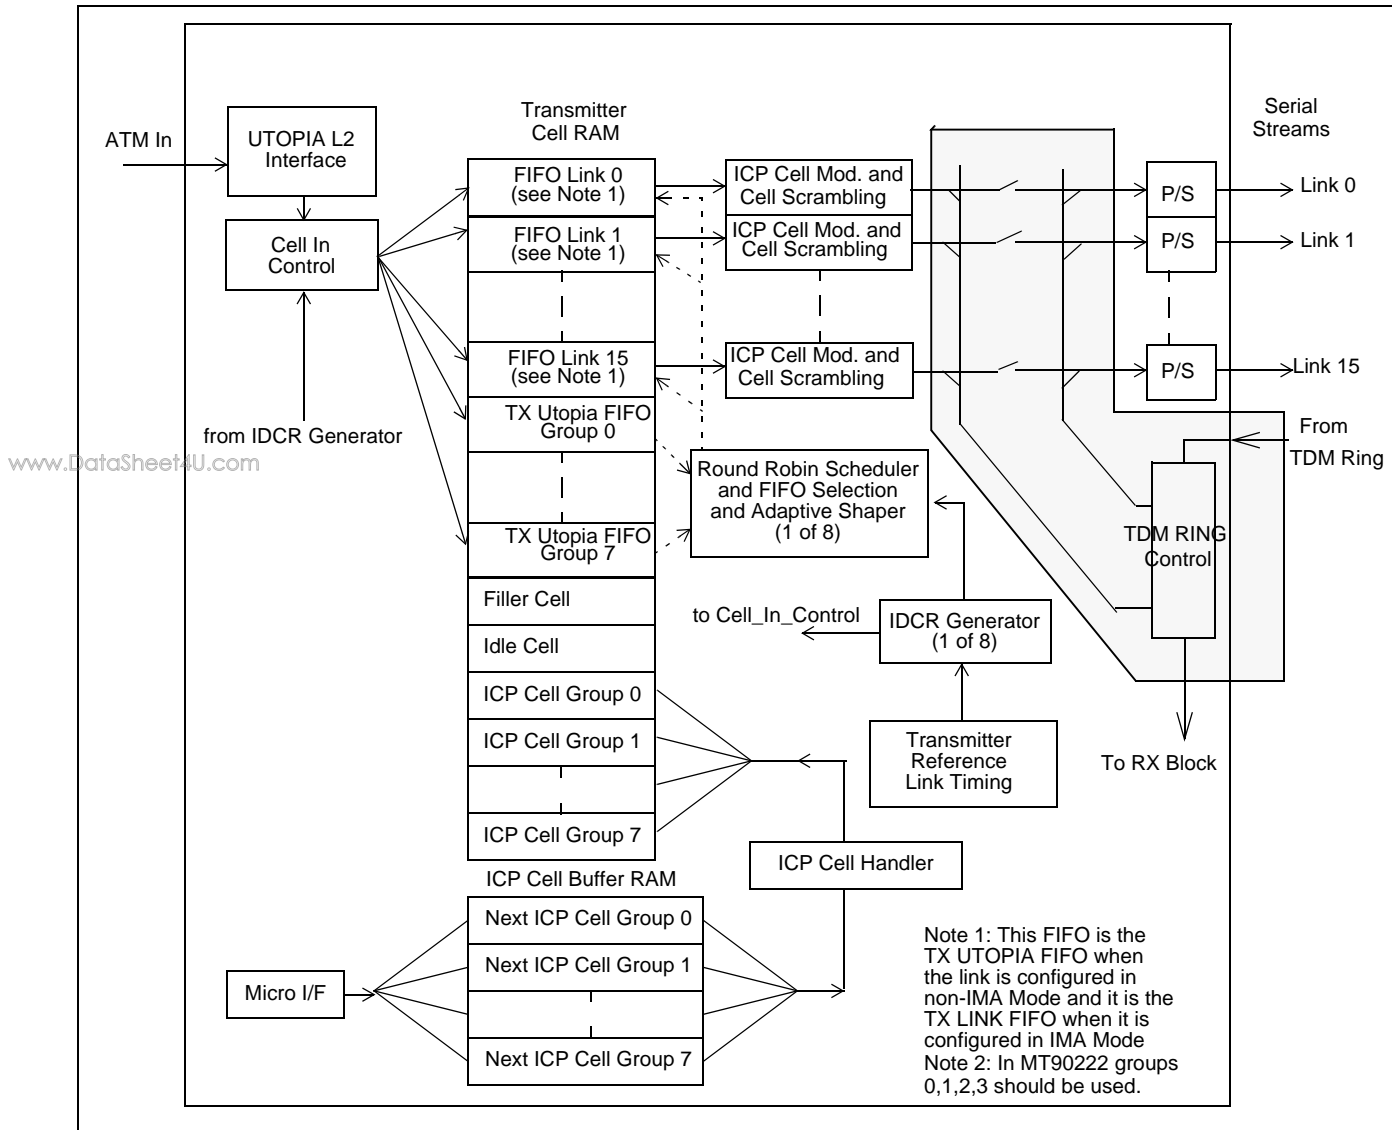 ATM In
UTOPIA L2
Interface
Cell In
Control
from IDCR Generator
www.DataSheet4U.com
Transmitter
Cell RAM
FIFO Link 0
(see Note 1)
FIFO Link 1
(see Note 1)
FIFO Link 15
(see Note 1)
TX Utopia FIFO
Group 0
TX Utopia FIFO
Group 7
Filler Cell
Idle Cell
ICP Cell Group 0
ICP Cell Group 1
ICP Cell Group 7
ICP Cell Mod. and
Cell Scrambling
ICP Cell Mod. and
Cell Scrambling
ICP Cell Mod. and
Cell Scrambling
Serial
Streams
P/S
Link 0
P/S
Link 1
P/S
Link 15
From
TDM Ring
TDM RING
Control
To RX Block
Round Robin Scheduler
and FIFO Selection
and Adaptive Shaper
(1 of 8)
to Cell_In_Control
IDCR Generator
(1 of 8)
Transmitter
Reference
Link Timing
ICP Cell Handler
ICP Cell Buffer RAM
Next ICP Cell Group 0
Next ICP Cell Group 1
Next ICP Cell Group 7
Micro I/F
Note 1: This FIFO is the
TX UTOPIA FIFO when
the link is configured in
non-IMA Mode and it is the
TX LINK FIFO when it is
configured in IMA Mode
Note 2: In MT90222 groups
0,1,2,3 should be used.